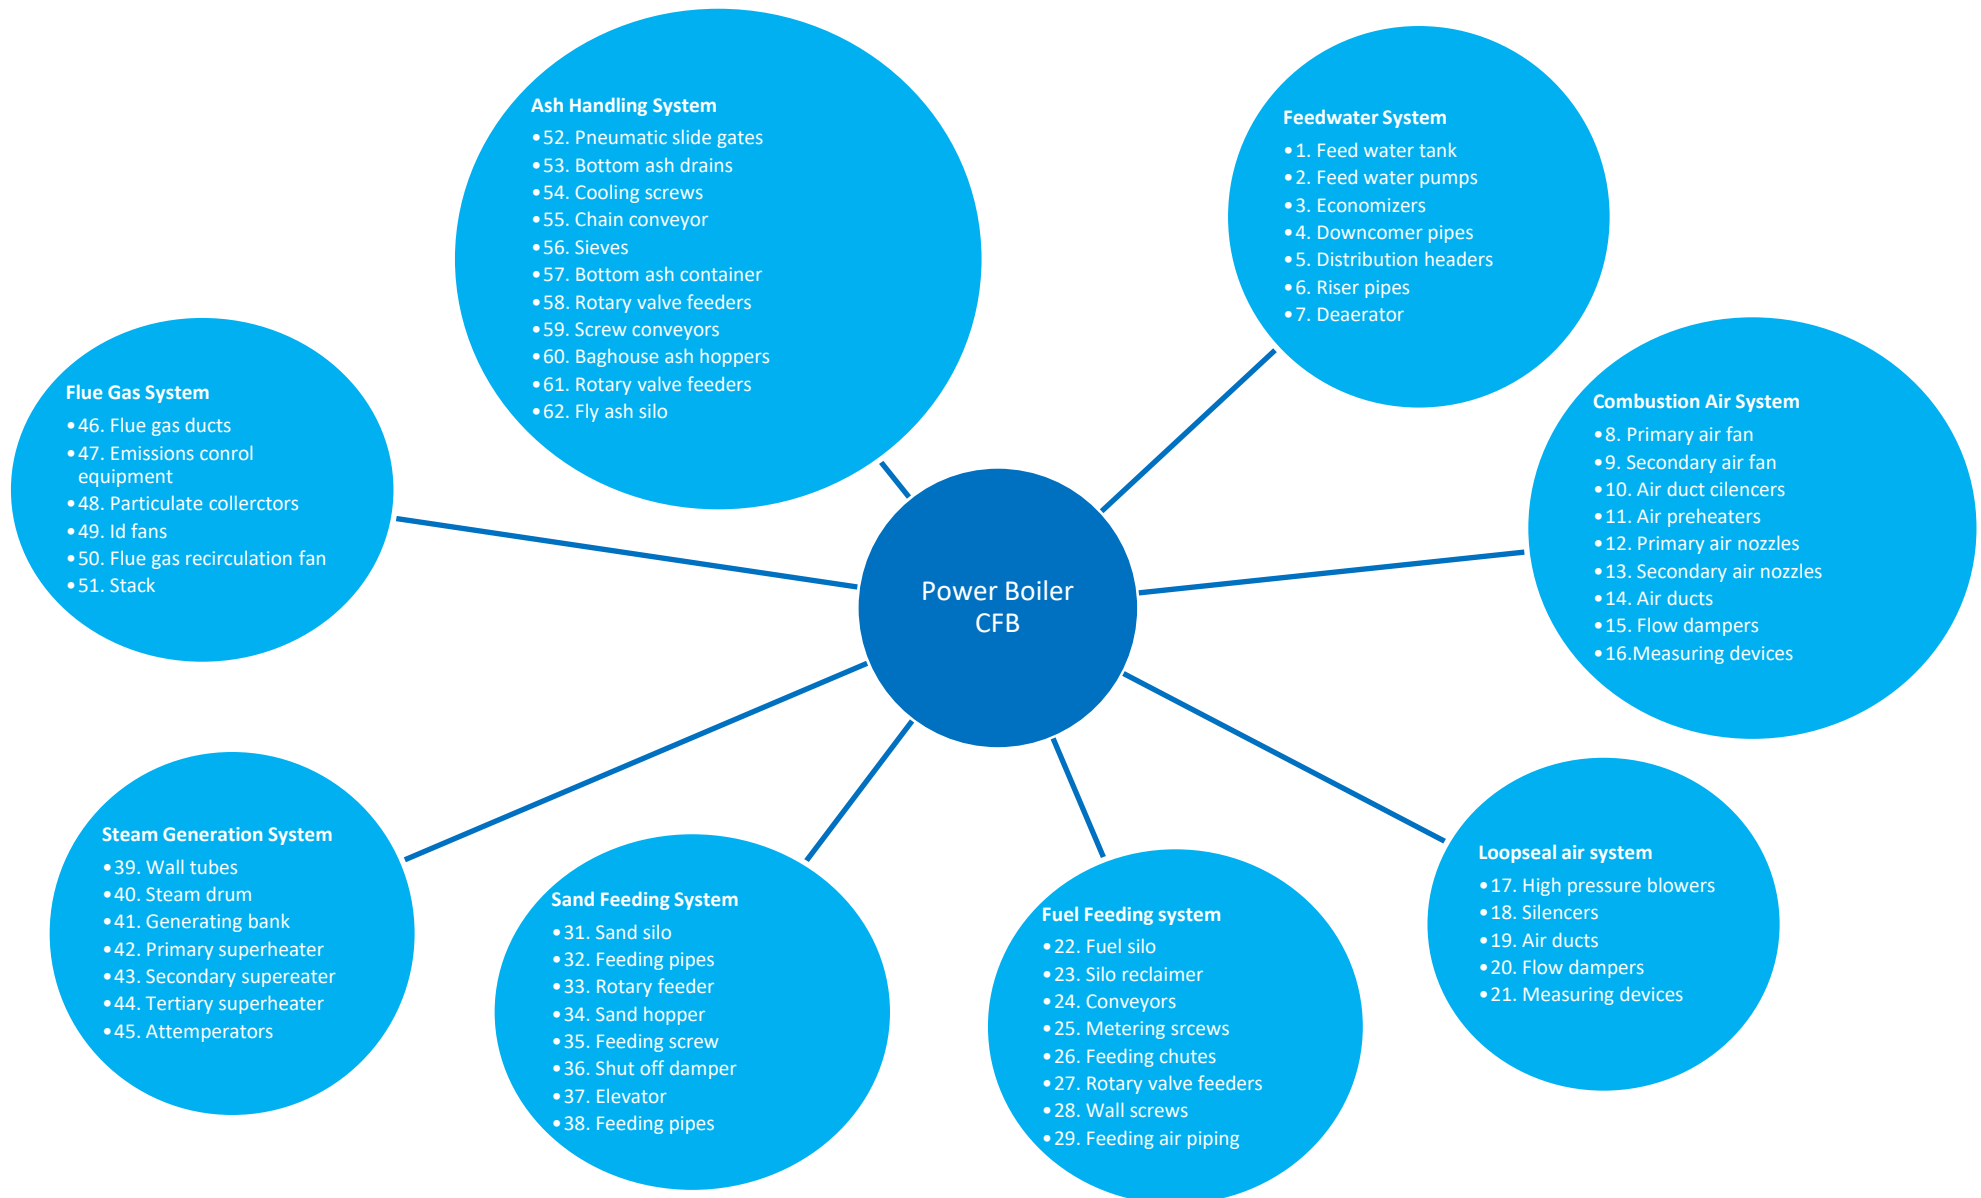 Ash Handling System
•52. Pneumatic slide gates
•53. Bottom ash drains
•54. Cooling screws
•55. Chain conveyor
•56. Sieves
•57. Bottom ash container
•58. Rotary valve feeders
•59. Screw conveyors
•60. Baghouse ash hoppers
•61. Rotary valve feeders
•62. Fly ash silo
Feedwater System
•1. Feed water tank
•2. Feed water pumps
•3. Economizers
•4. Downcomer pipes
•5. Distribution headers
•6. Riser pipes
•7. Deaerator
Flue Gas System
•46. Flue gas ducts
•47. Emissions conrol
equipment
•48. Particulate collerctors
•49. Id fans
•50. Flue gas recirculation fan
•51. Stack
Combustion Air System
•8. Primary air fan
•9. Secondary air fan
•10. Air duct cilencers
•11. Air preheaters
•12. Primary air nozzles
•13. Secondary air nozzles
•14. Air ducts
•15. Flow dampers
•16.Measuring devices
Power Boiler
CFB
Steam Generation System
•39. Wall tubes
•40. Steam drum
•41. Generating bank
•42. Primary superheater
•43. Secondary supereater
•44. Tertiary superheater
•45. Attemperators
Sand Feeding System
•31. Sand silo
•32. Feeding pipes
•33. Rotary feeder
•34. Sand hopper
•35. Feeding screw
•36. Shut off damper
•37. Elevator
•38. Feeding pipes
Fuel Feeding system
•22. Fuel silo
•23. Silo reclaimer
•24. Conveyors
•25. Metering srcews
•26. Feeding chutes
•27. Rotary valve feeders
•28. Wall screws
•29. Feeding air piping
Loopseal air system
•17. High pressure blowers
•18. Silencers
•19. Air ducts
•20. Flow dampers
•21. Measuring devices